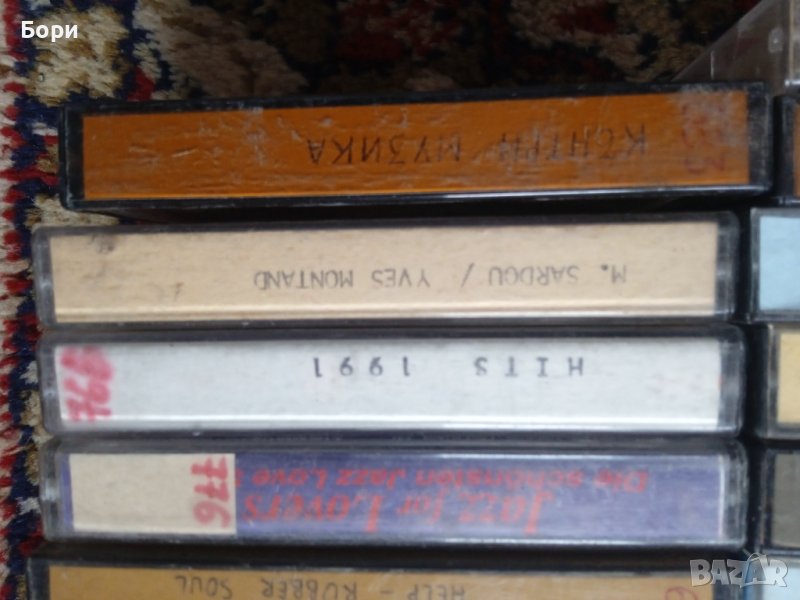 Бори
КЪНТРИ МУЗИКА
M. SARDOU / YVES MONTAND
HITS 1991
Jazz for Lovers
Die schönsten Jazz Love
776
HELP - RUBBER SOUL
BAZAR